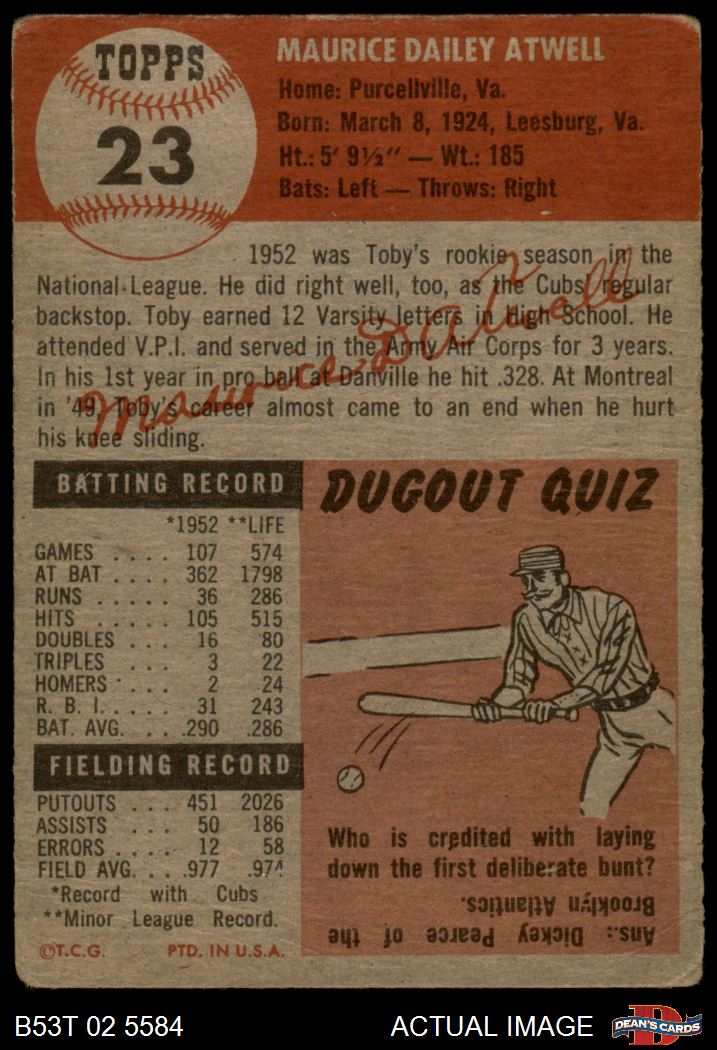 TOPPS
23
MAURICE DAILEY ATWELL
Home: Purcellville, Va.
Born: March 8, 1924, Leesburg, Va.
Ht.: 5' 9½" — Wt.: 185
Bats: Left — Throws: Right
1952 was Toby's rookie season in the
National League. He did right well, too, as the Cubs' regular
backstop. Toby earned 12 Varsity letters in High School. He
attended V.P.I. and served in the Army Air Corps for 3 years.
In his 1st year in pro ball at Danville he hit .328. At Montreal
in '49, Toby's career almost came to an end when he hurt
his knee sliding.
Maurice D Atwell
BATTING RECORD
*1952 **LIFE
GAMES .... 107 574
AT BAT .... 362 1798
RUNS ..... 36 286
HITS ..... 105 515
DOUBLES ... 16 80
TRIPLES ... 3 22
HOMERS ... 2 24
R. B. I. .... 31 243
BAT. AVG. .. .290 .286
FIELDING RECORD
PUTOUTS ... 451 2026
ASSISTS ... 50 186
ERRORS .... 12 58
FIELD AVG. .. .977 .974
*Record with Cubs
**Minor League Record.
©T.C.G. PTD. IN U.S.A.
DUGOUT QUIZ
Who is credited with laying
down the first deliberate bunt?
Ans.: Dickey Pearce of the
Brooklyn Atlantics.
B53T 02 5584
ACTUAL IMAGE
D
DEAN'S CARDS